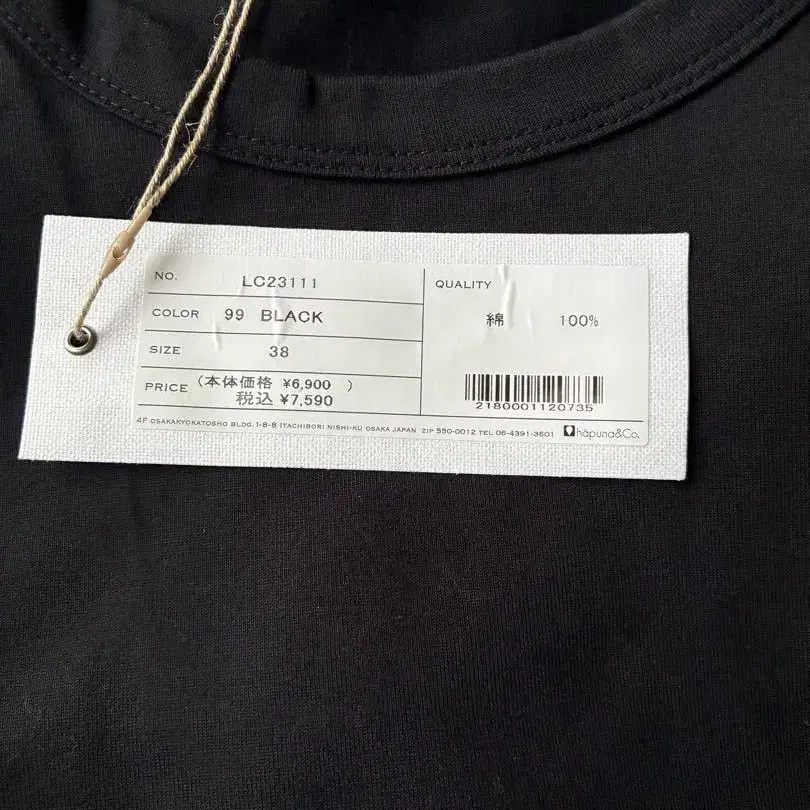 NO. LC23111
COLOR 99 BLACK
SIZE 38
PRICE (本体価格 ¥6,900 )
税込 ¥7,590
QUALITY
綿 100%
2180001120735
4F OSAKAKYOKATOSHO BLDG.1-8-8 ITACHIBORI NISHI-KU OSAKA JAPAN ZIP 550-0012 TEL 06-4391-3601 hāpuna&Co.